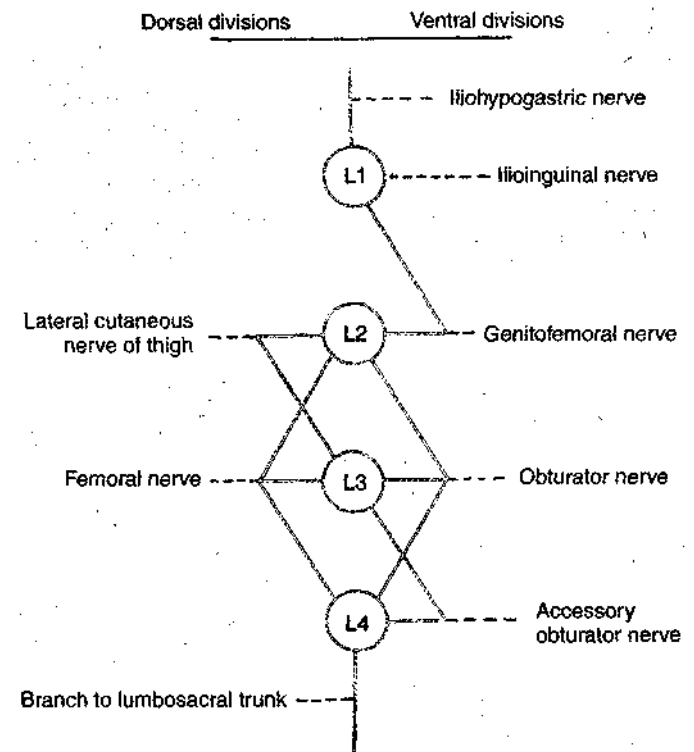 Dorsal divisions
Ventral divisions
Iliohypogastric nerve
L1
Ilioinguinal nerve
Lateral cutaneous
nerve of thigh
L2
Genitofemoral nerve
Femoral nerve
L3
Obturator nerve
L4
Accessory
obturator nerve
Branch to lumbosacral trunk